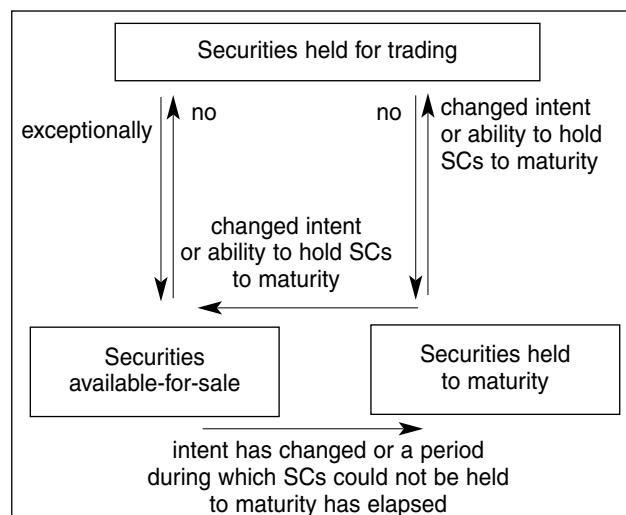 Securities held for trading
exceptionally
no
no
changed intent
or ability to hold
SCs to maturity
changed intent
or ability to hold SCs
to maturity
Securities
available-for-sale
Securities held
to maturity
intent has changed or a period
during which SCs could not be held
to maturity has elapsed